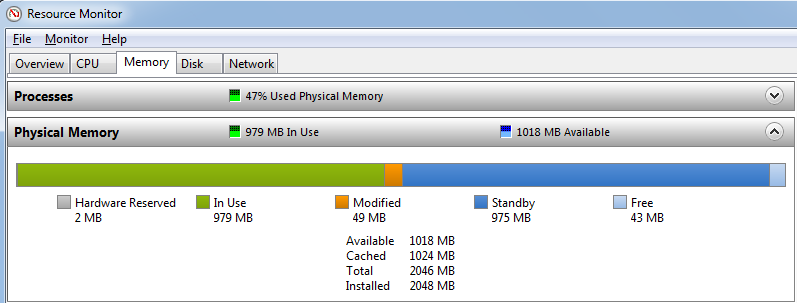 Resource Monitor
File Monitor Help
Overview CPU Memory Disk Network
Processes 47% Used Physical Memory
Physical Memory 979 MB In Use 1018 MB Available
Hardware Reserved In Use Modified Standby Free
2 MB 979 MB 49 MB 975 MB 43 MB
Available 1018 MB
Cached 1024 MB
Total 2046 MB
Installed 2048 MB